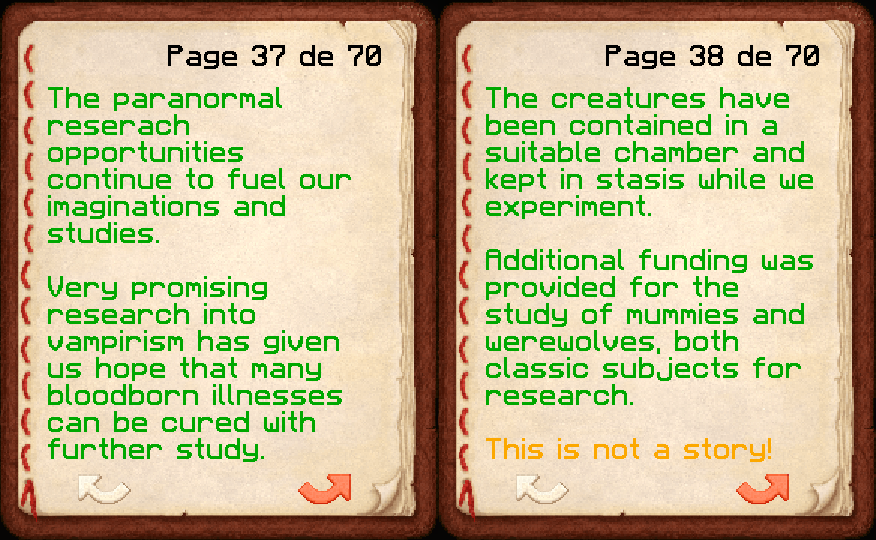 Page 37 de 70
The paranormal
reserach
opportunities
continue to fuel our
imaginations and
studies.
Very promising
research into
vampirism has given
us hope that many
bloodborn illnesses
can be cured with
further study.
Page 38 de 70
The creatures have
been contained in a
suitable chamber and
kept in stasis while we
experiment.
Additional funding was
provided for the
study of mummies and
werewolves, both
classic subjects for
research.
This is not a story!